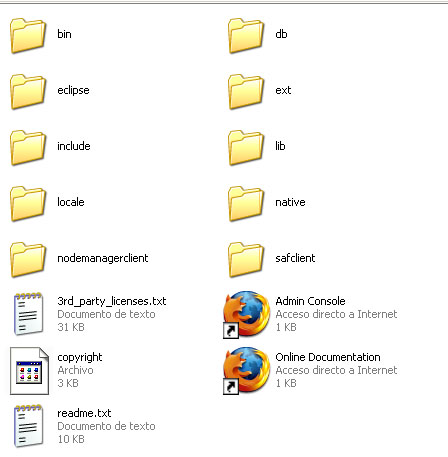 bin
db
eclipse
ext
include
lib
locale
native
nodemanagerclient
safclient
3rd_party_licenses.txt
Documento de texto
31 KB
Admin Console
Acceso directo a Internet
1 KB
copyright
Archivo
3 KB
Online Documentation
Acceso directo a Internet
1 KB
readme.txt
Documento de texto
10 KB